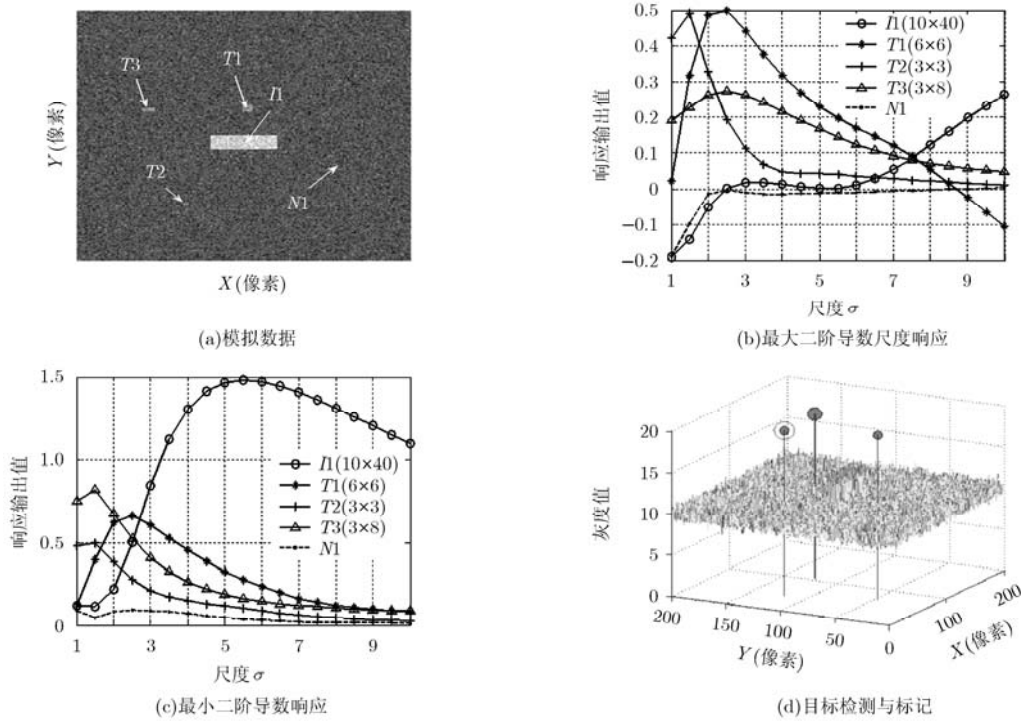 T3
T1
I1
T2
N1
Y(像素)
X(像素)
(a)模拟数据
0.5
0.4
0.3
0.2
0.1
0
−0.1
−0.2
1
3
5
7
9
响应输出值
尺度 σ
I1(10×40)
T1(6×6)
T2(3×3)
T3(3×8)
N1
(b)最大二阶导数尺度响应
1.5
1.0
0.5
0
1
3
5
7
9
响应输出值
尺度 σ
I1(10×40)
T1(6×6)
T2(3×3)
T3(3×8)
N1
(c)最小二阶导数响应
20
15
10
5
0
灰度值
200
150
100
50
0
Y(像素)
100
200
X(像素)
(d)目标检测与标记